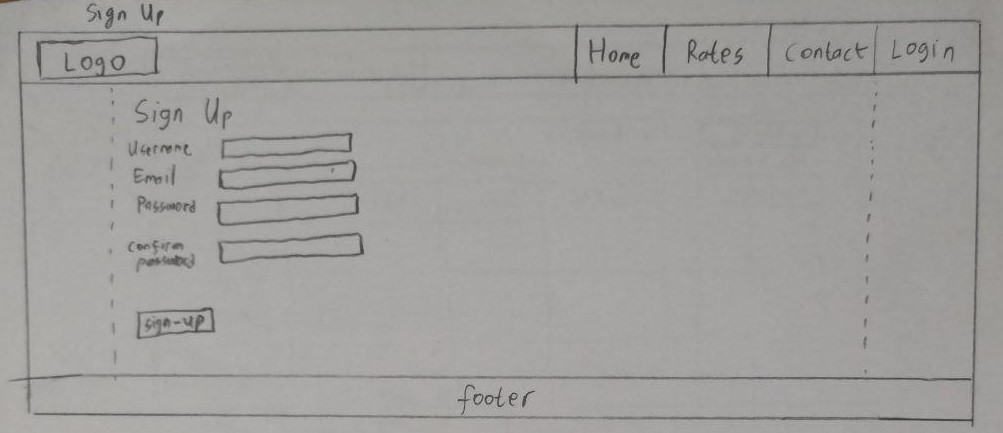 Sign Up
Logo Home Rates Contact Login
Sign Up
Username
Email
Password
Confirm
password
sign-up
footer